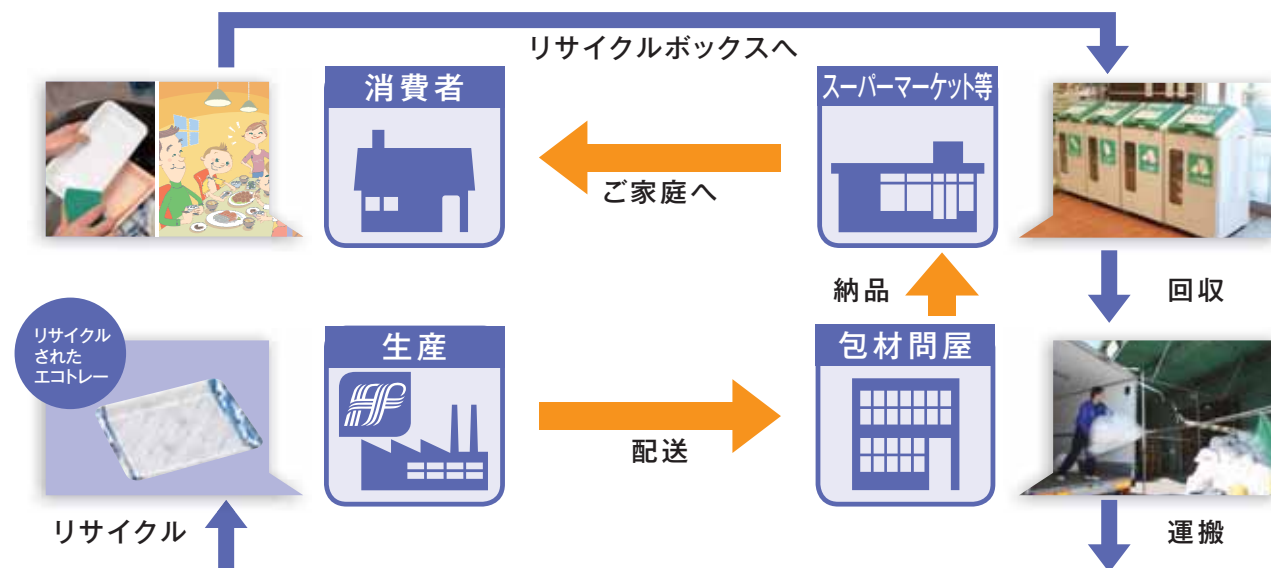 リサイクルボックスへ
消費者
スーパーマーケット等
ご家庭へ
納品
回収
リサイクル
された
エコトレー
生産
包材問屋
配送
リサイクル
運搬